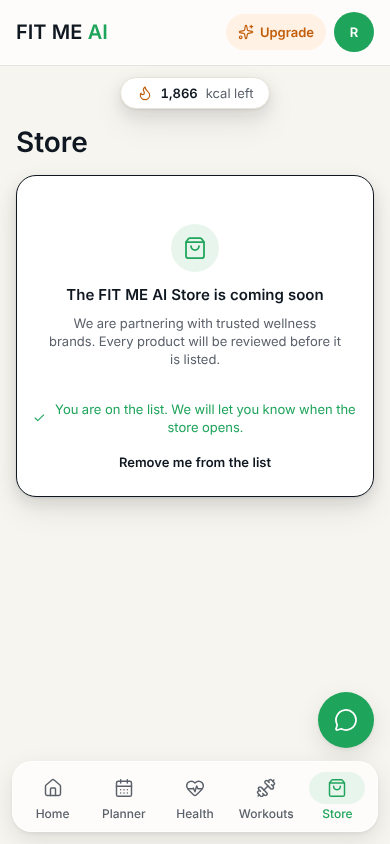 FIT ME AI
Upgrade
R
1,866 kcal left
Store
The FIT ME AI Store is coming soon
We are partnering with trusted wellness
brands. Every product will be reviewed before it
is listed.
You are on the list. We will let you know when the
store opens.
Remove me from the list
Home
Planner
Health
Workouts
Store